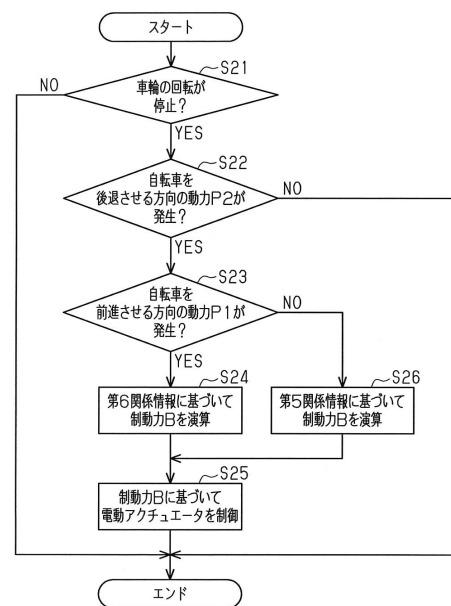 スタート
S21
車輪の回転が
停止？
NO
YES
S22
自転車を
後退させる方向の動力P2が
発生？
NO
YES
S23
自転車を
前進させる方向の動力P1が
発生？
NO
YES
S24
第6関係情報に基づいて
制動力Bを演算
S26
第5関係情報に基づいて
制動力Bを演算
S25
制動力Bに基づいて
電動アクチュエータを制御
エンド